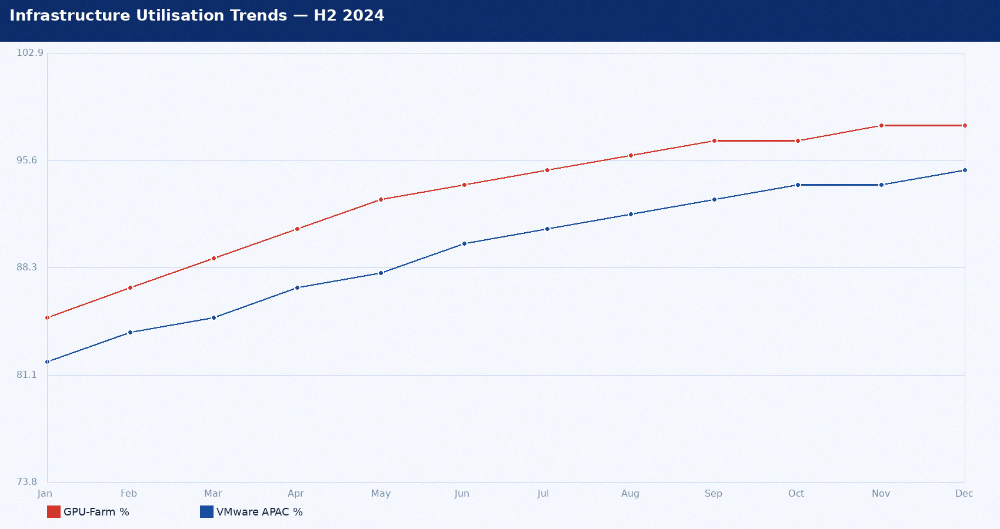 Infrastructure Utilisation Trends — H2 2024
102.9
95.6
88.3
81.1
73.8
Jan Feb Mar Apr May Jun Jul Aug Sep Oct Nov Dec
GPU-Farm % VMware APAC %